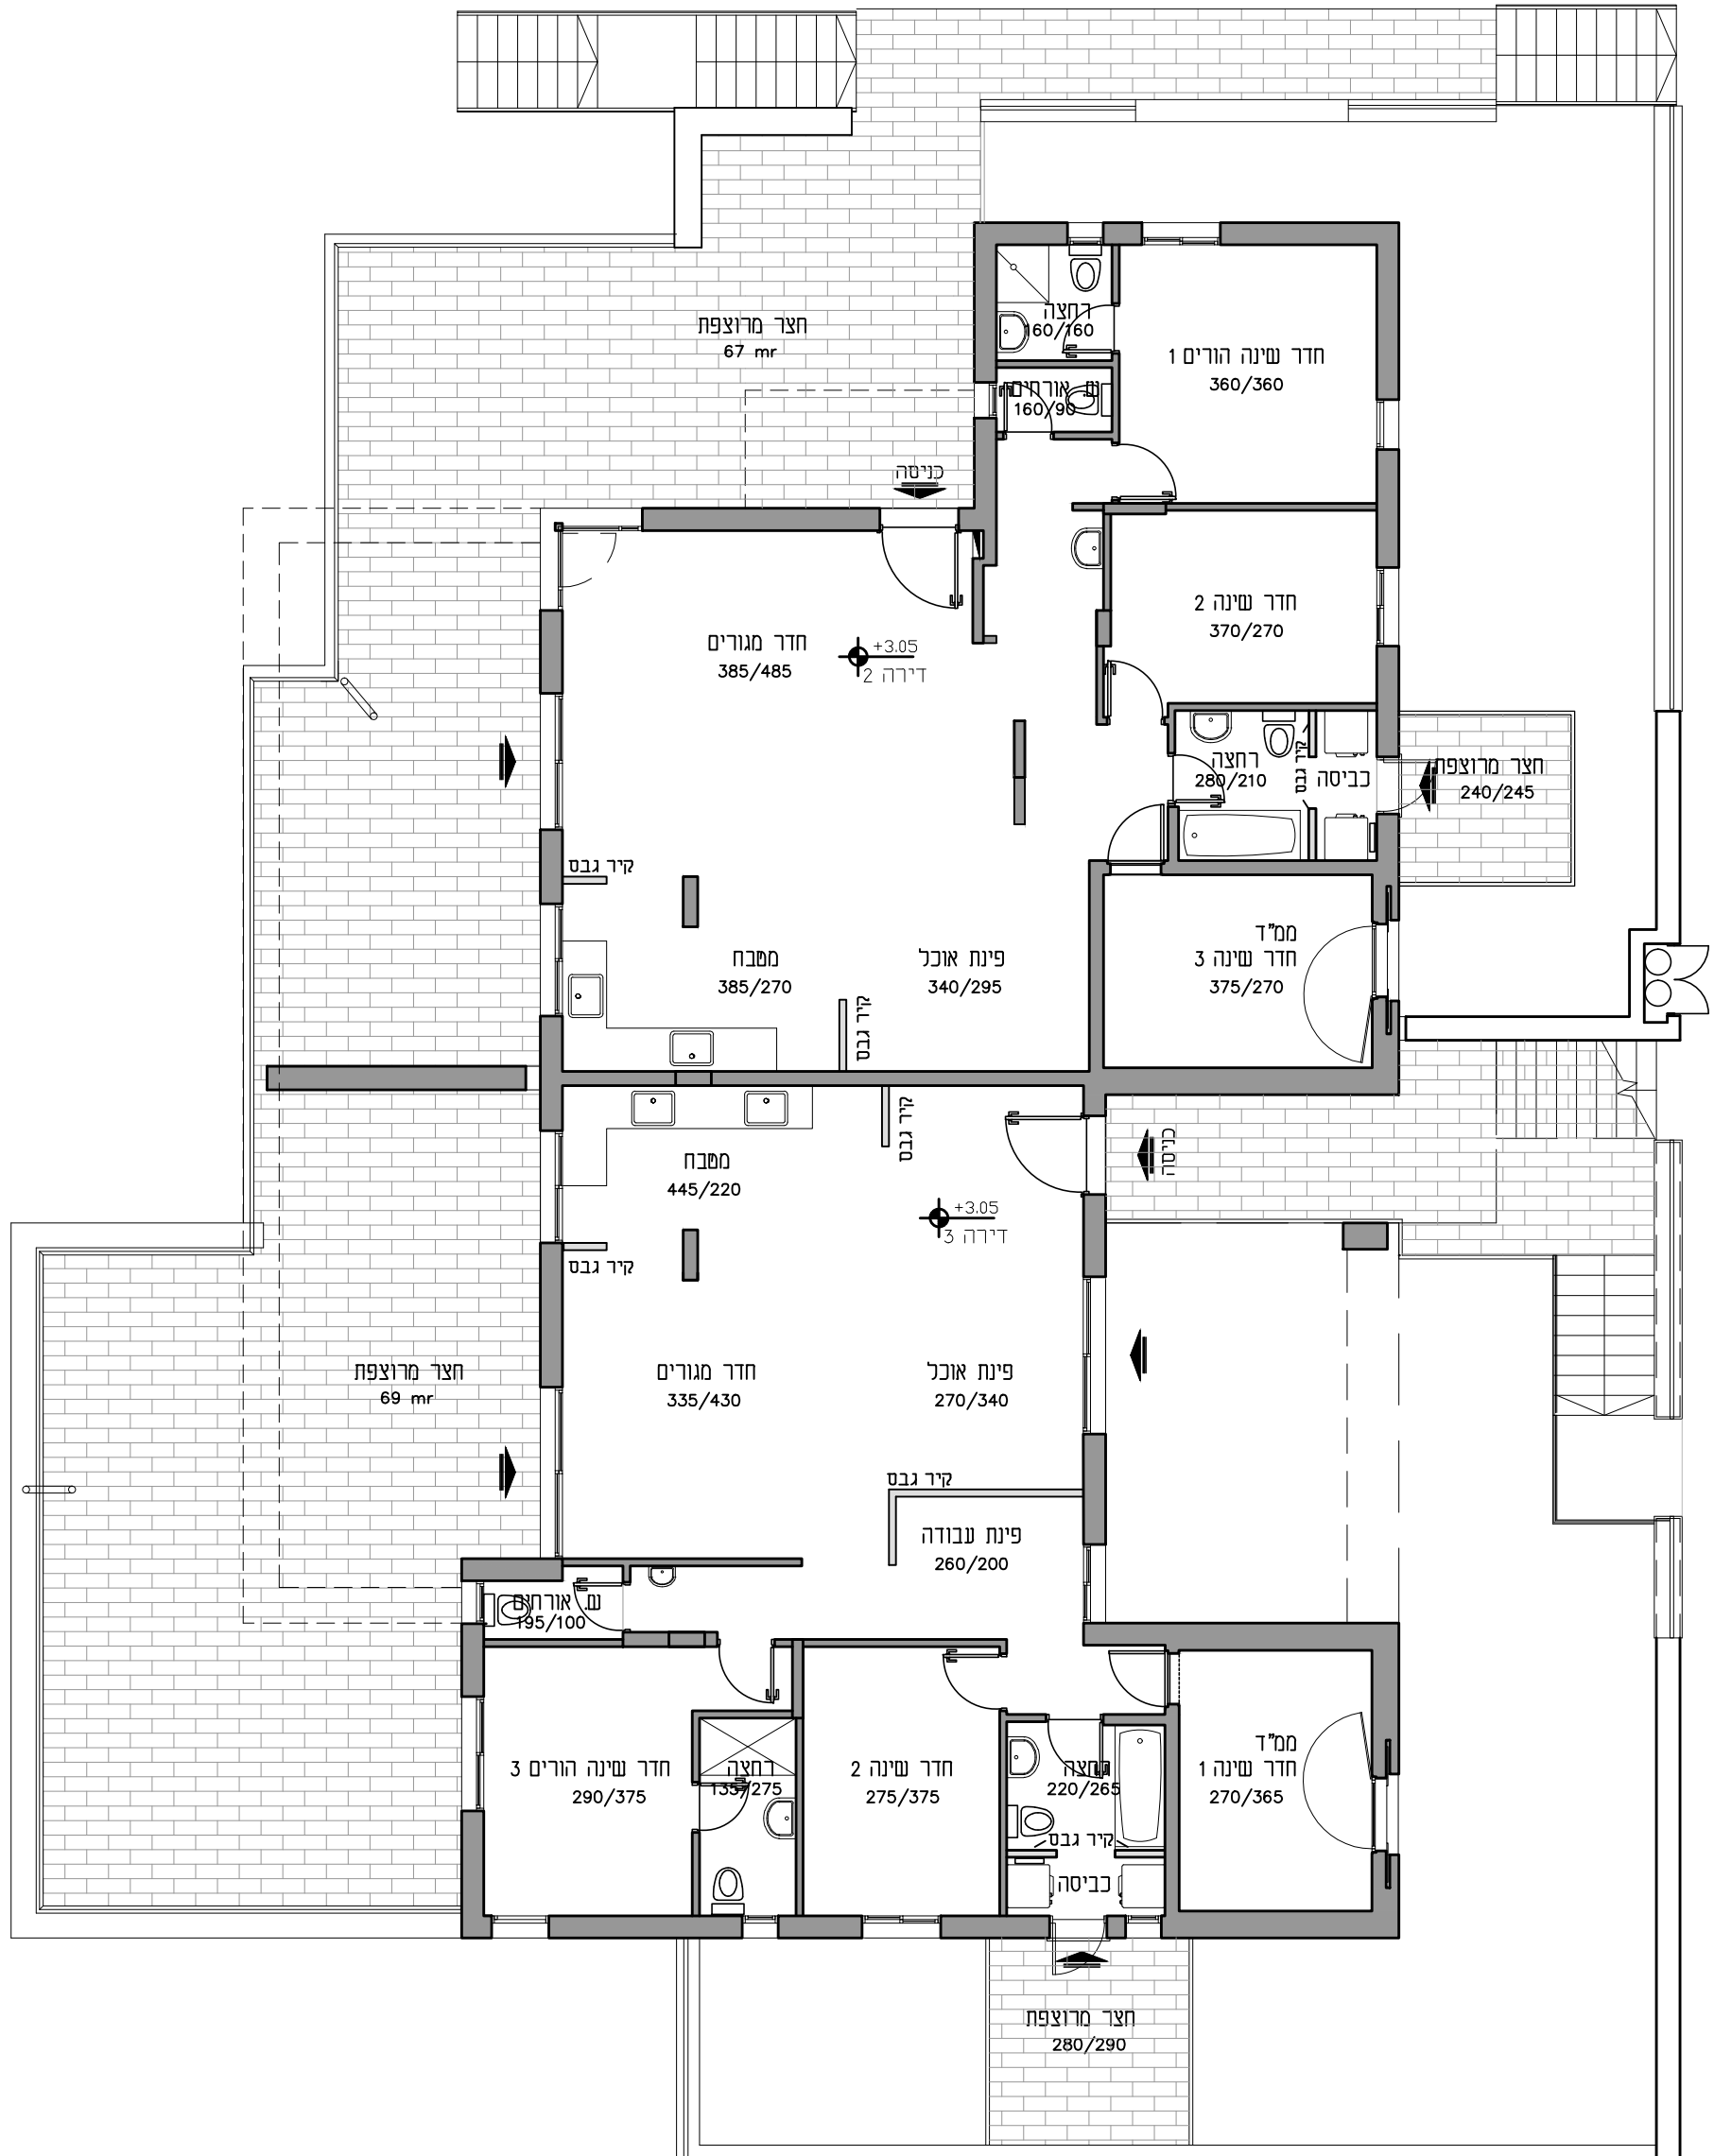 חצר מרוצפת
67 mr
רחצה
160/160
חדר שינה הורים 1
360/360
ש. אורחים
160/90
כניסה
חדר מגורים
385/485
+3.05
דירה 2
חדר שינה 2
370/270
רחצה
280/210
קיר גבס
כביסה
חצר מרוצפת
240/245
קיר גבס
מטבח
385/270
פינת אוכל
340/295
קיר גבס
ממ"ד
חדר שינה 3
375/270
קיר גבס
כניסה
מטבח
445/220
+3.05
דירה 3
קיר גבס
חצר מרוצפת
69 mr
חדר מגורים
335/430
פינת אוכל
270/340
קיר גבס
פינת עבודה
260/200
ש. אורחים
195/100
חדר שינה הורים 3
290/375
רחצה
135/275
חדר שינה 2
275/375
רחצה
220/265
קיר גבס
כביסה
ממ"ד
חדר שינה 1
270/365
חצר מרוצפת
280/290